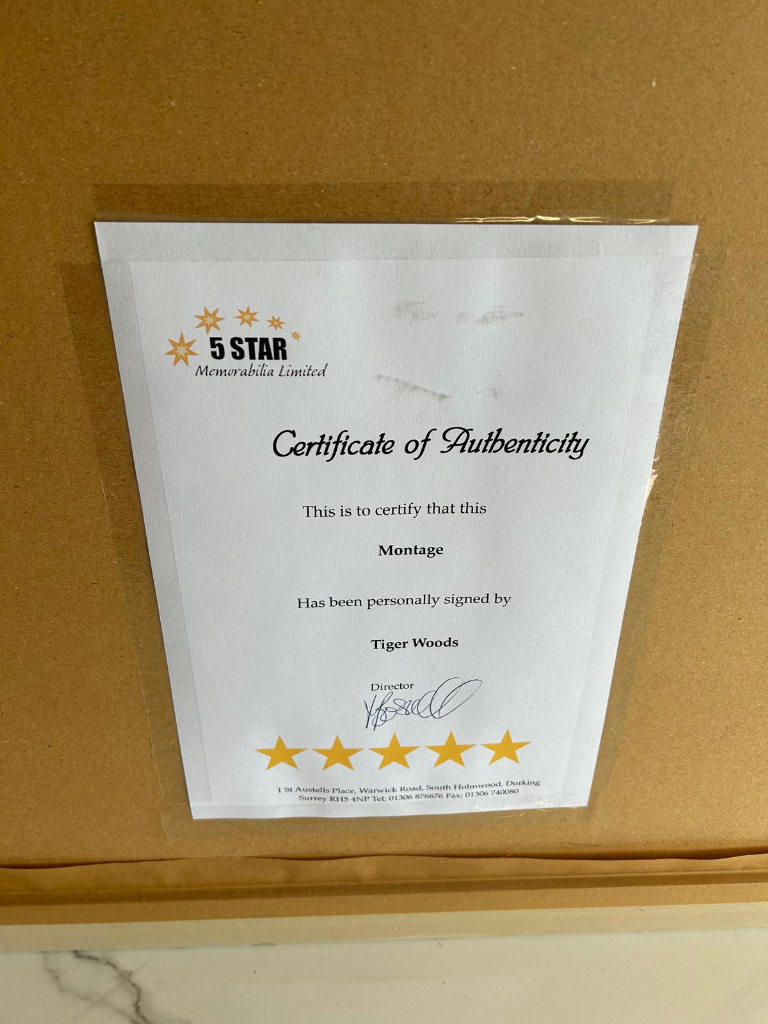 5 STAR
Memorabilia Limited
Certificate of Authenticity
This is to certify that this
Montage
Has been personally signed by
Tiger Woods
Director
1 St Austells Place, Warwick Road, South Holmwood, Dorking
Surrey RH5 4NP Tel: 01306 876676 Fax: 01306 740080